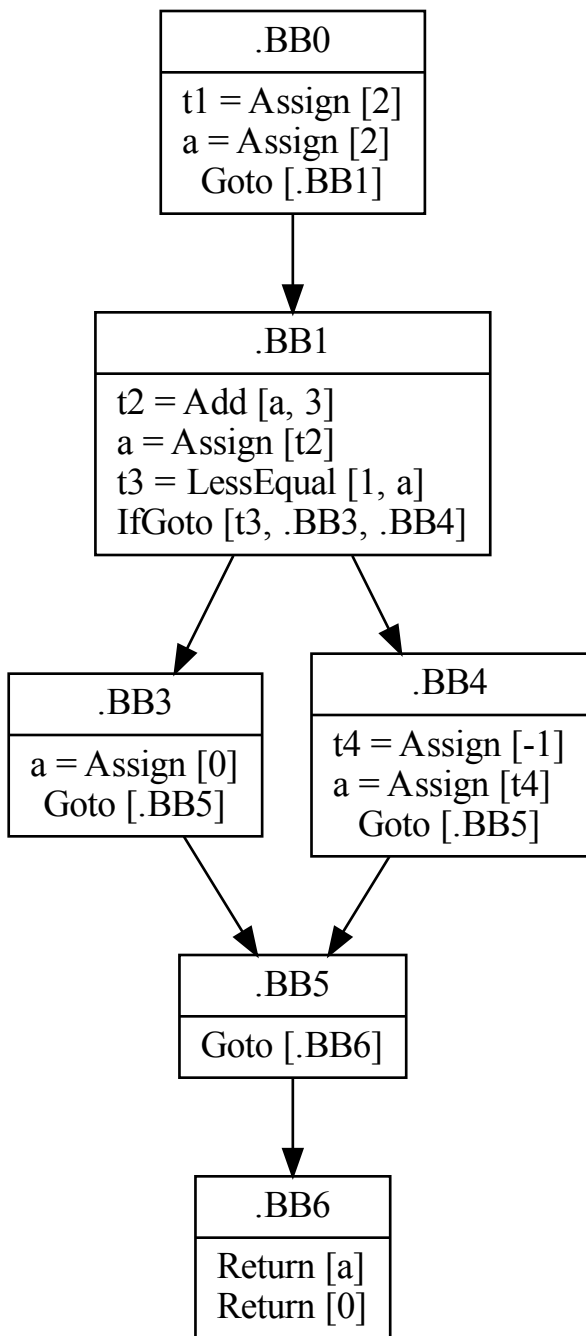 .BB0
t1 = Assign [2]
a = Assign [2]
Goto [.BB1]
.BB1
t2 = Add [a, 3]
a = Assign [t2]
t3 = LessEqual [1, a]
IfGoto [t3, .BB3, .BB4]
.BB3
a = Assign [0]
Goto [.BB5]
.BB4
t4 = Assign [-1]
a = Assign [t4]
Goto [.BB5]
.BB5
Goto [.BB6]
.BB6
Return [a]
Return [0]